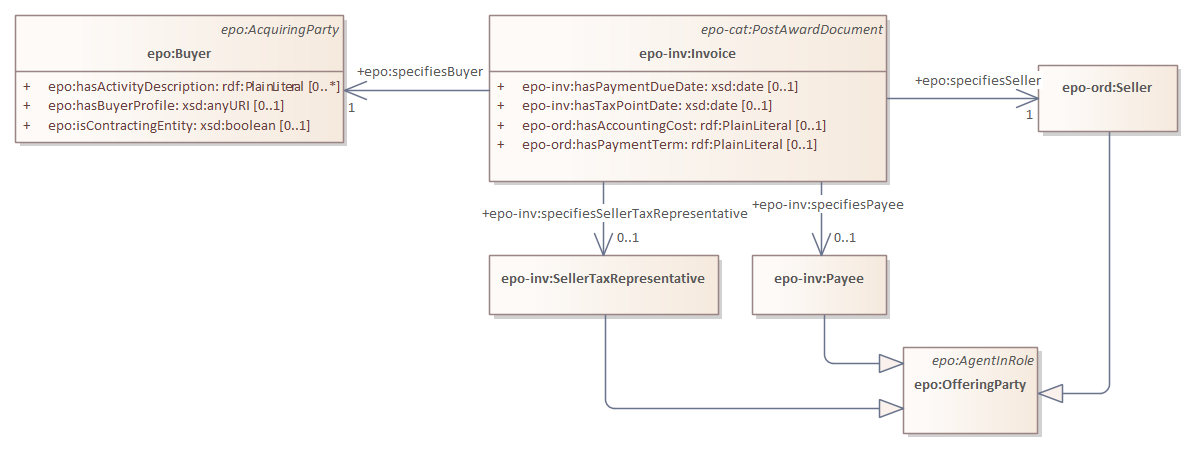 epo:AcquiringParty
epo:Buyer
+ epo:hasActivityDescription: rdf:PlainLiteral [0..*]
+ epo:hasBuyerProfile: xsd:anyURI [0..1]
+ epo:isContractingEntity: xsd:boolean [0..1]
+epo:specifiesBuyer
1
epo-cat:PostAwardDocument
epo-inv:Invoice
+ epo-inv:hasPaymentDueDate: xsd:date [0..1]
+ epo-inv:hasTaxPointDate: xsd:date [0..1]
+ epo-ord:hasAccountingCost: rdf:PlainLiteral [0..1]
+ epo-ord:hasPaymentTerm: rdf:PlainLiteral [0..1]
+epo:specifiesSeller
1
epo-ord:Seller
+epo-inv:specifiesSellerTaxRepresentative
0..1
+epo-inv:specifiesPayee
0..1
epo-inv:SellerTaxRepresentative
epo-inv:Payee
epo:AgentInRole
epo:OfferingParty